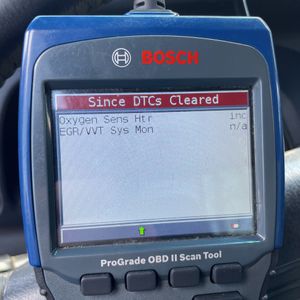 BOSCH
Since DTCs Cleared
Oxygen Sens Htr inc
EGR/VVT Sys Mon n/a
ProGrade OBD II Scan Tool